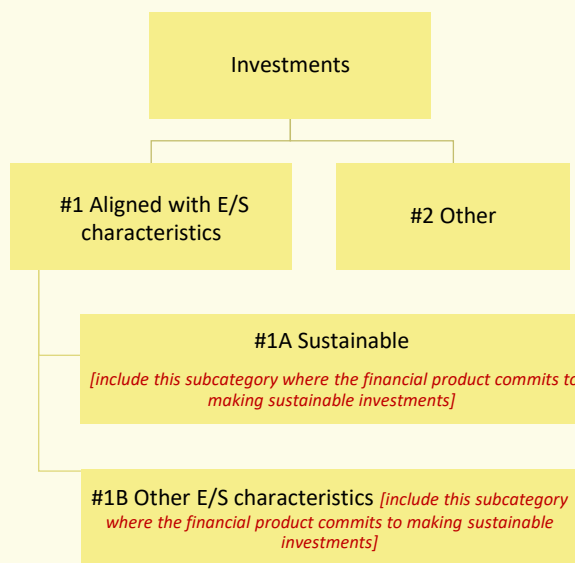 Investments
#1 Aligned with E/S
characteristics
#2 Other
#1A Sustainable
[include this subcategory where the financial product commits to
making sustainable investments]
#1B Other E/S characteristics [include this subcategory
where the financial product commits to making sustainable
investments]